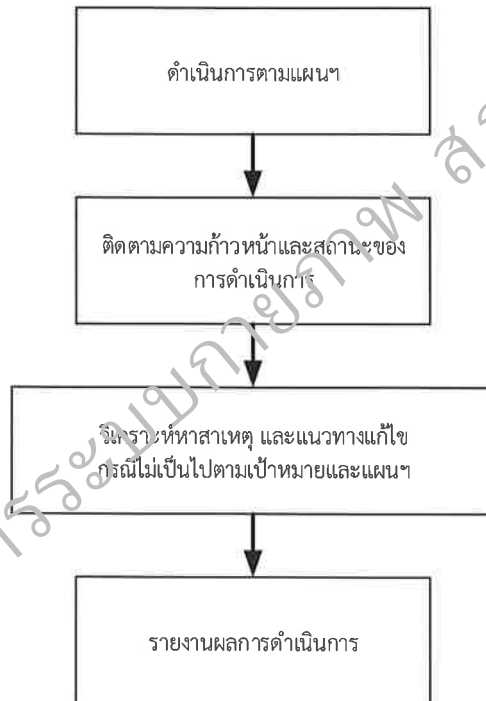 ดำเนินการตามแผนฯ
ติดตามความก้าวหน้าและสถานะของ
การดำเนินการ
วิเคราะห์หาสาเหตุ และแนวทางแก้ไข
กรณีไม่เป็นไปตามเป้าหมายและแผนฯ
รายงานผลการดำเนินการ